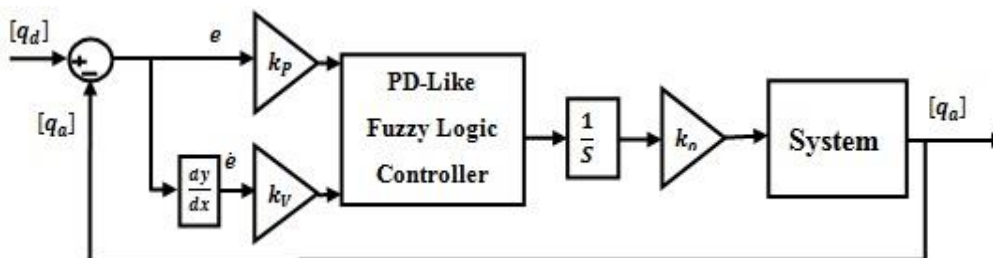 [q_d]
+
−
[q_a]
e
k_P
dy
dx
ė
k_V
PD-Like
Fuzzy Logic
Controller
1
S
k_o
System
[q_a]